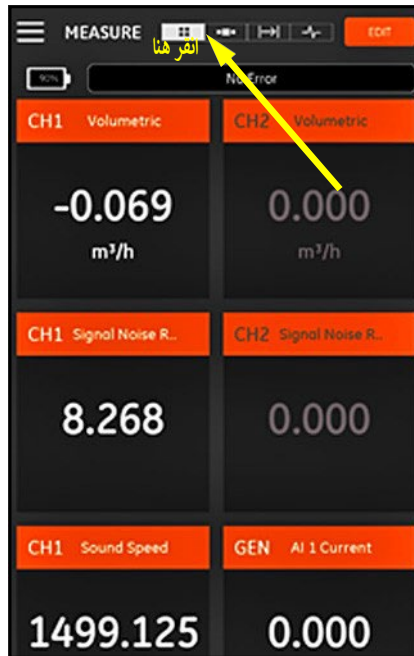 MEASURE EDIT
انقر هنا
90% No Error
CH1 Volumetric CH2 Volumetric
-0.069 0.000
m³/h m³/h
CH1 Signal Noise R.. CH2 Signal Noise R..
8.268 0.000
CH1 Sound Speed GEN AI 1 Current
1499.125 0.000